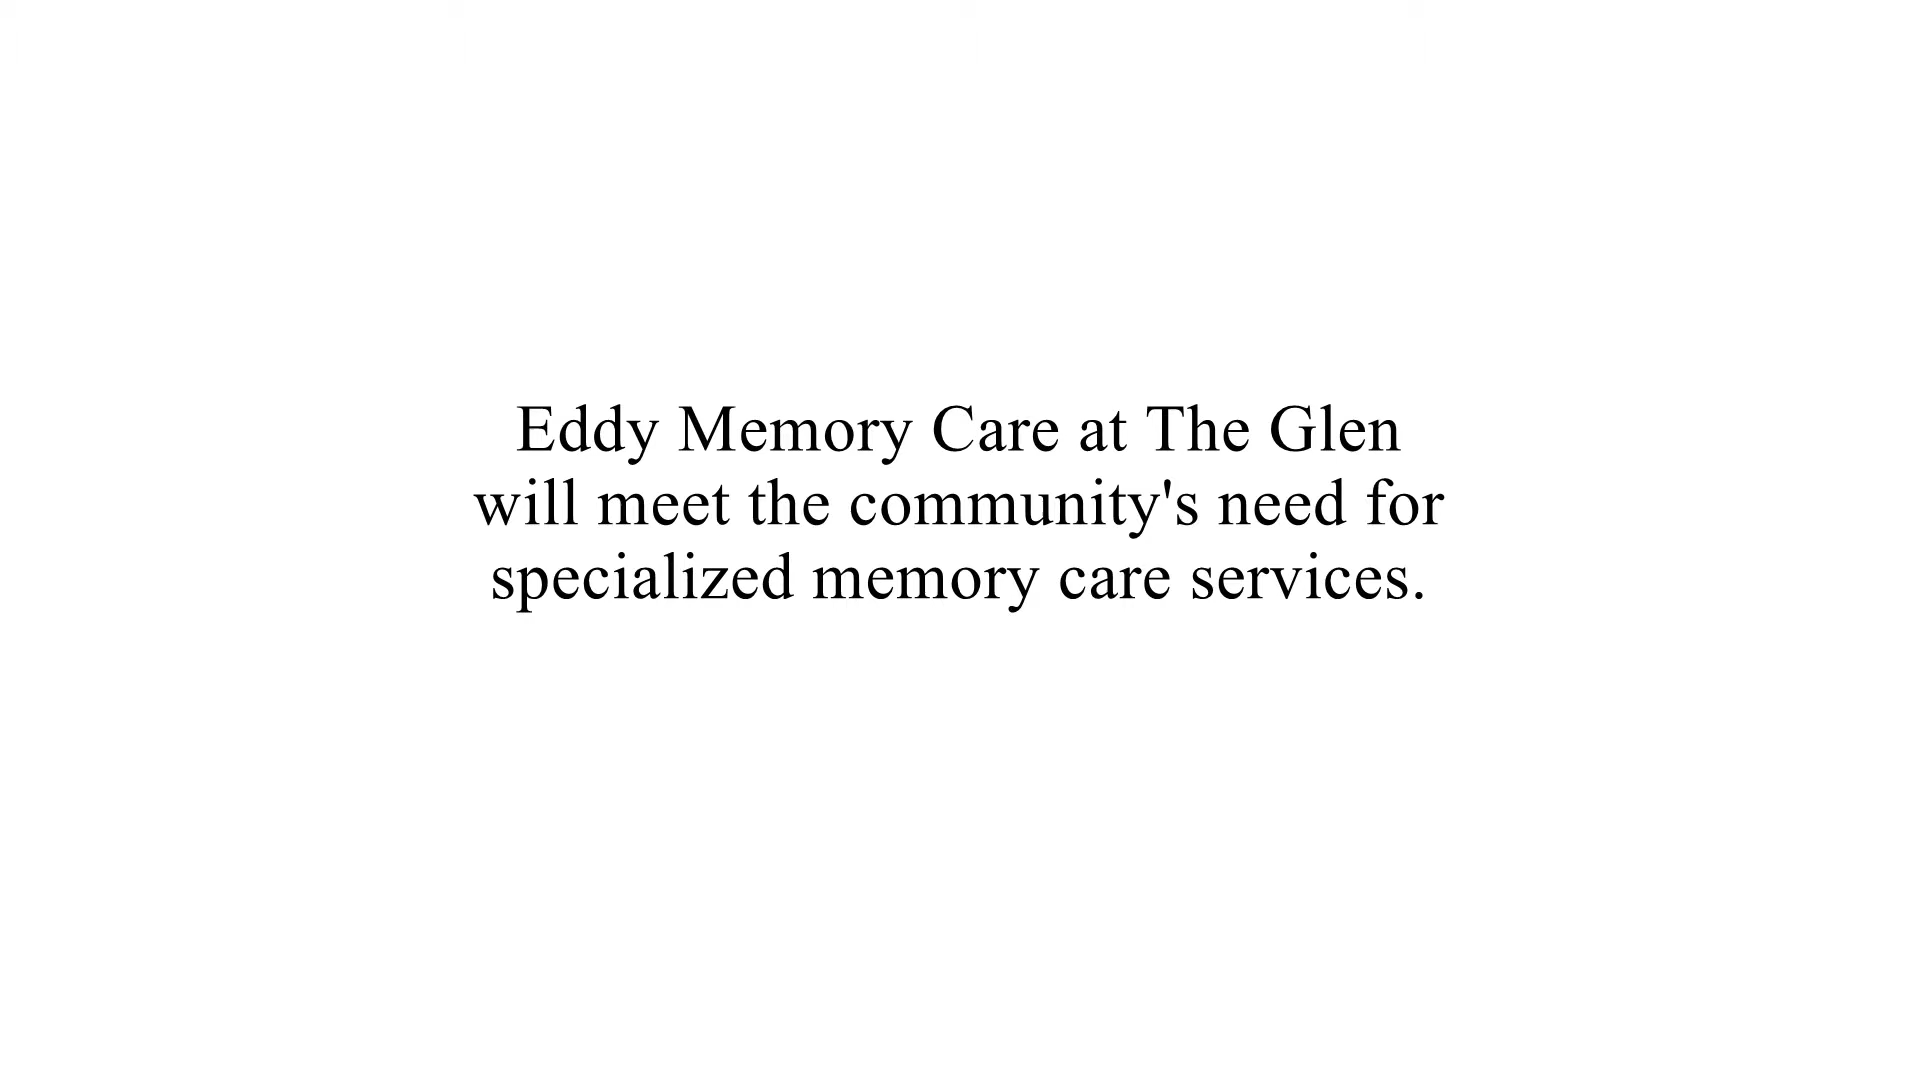 Eddy Memory Care at The Glen
will meet the community's need for
specialized memory care services.